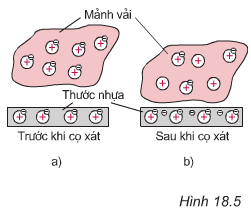 Mảnh vải
Thước nhựa
Trước khi cọ xát
Sau khi cọ xát
a)
b)
Hình 18.5